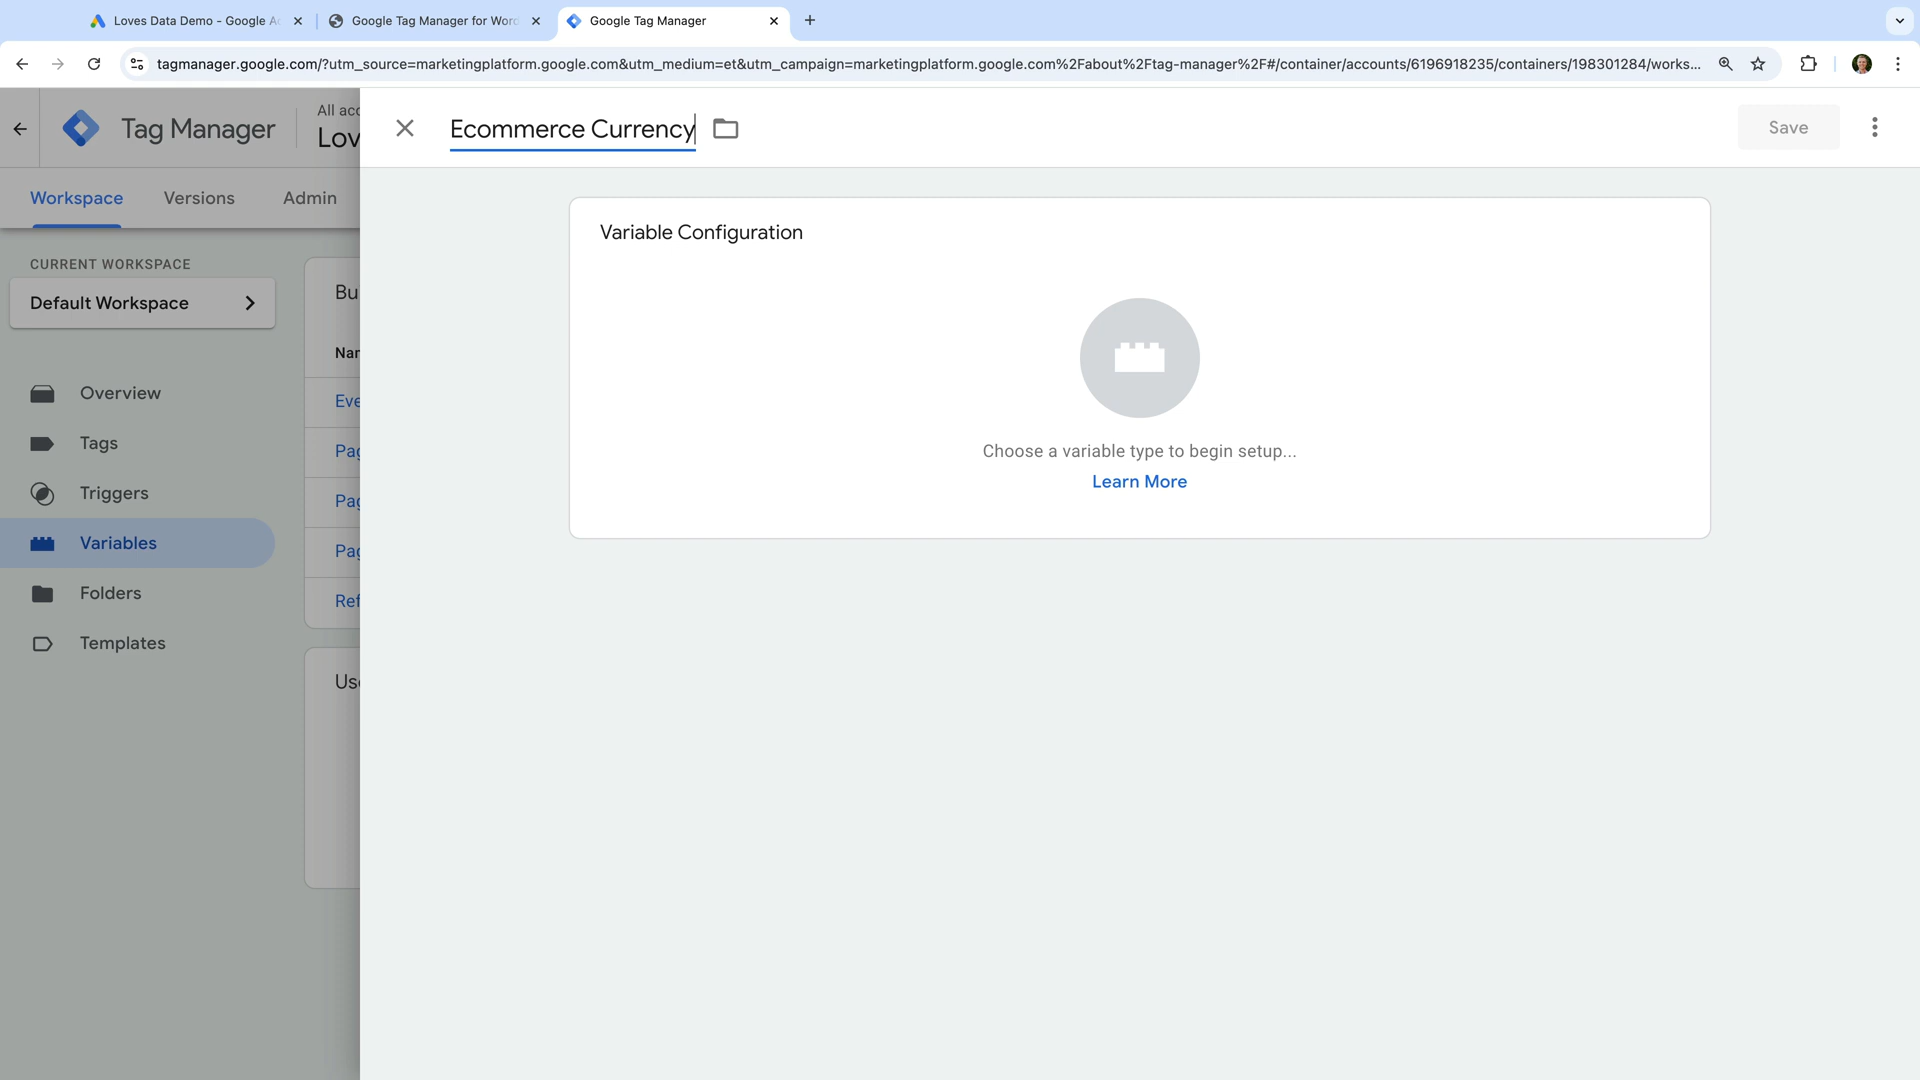 Loves Data Demo - Google A
Google Tag Manager for Wor
Google Tag Manager
tagmanager.google.com/?utm_source=marketingplatform.google.com&utm_medium=et&utm_campaign=marketingplatform.google.com%2Fabout%2Ftag-manager%2F#/container/accounts/6196918235/containers/198301284/works...
Tag Manager
All acc
Lov
Ecommerce Currency
Save
Workspace
Versions
Admin
Variable Configuration
CURRENT WORKSPACE
Default Workspace
Bu
Nar
Overview
Eve
Tags
Pag
Choose a variable type to begin setup...
Learn More
Triggers
Pag
Variables
Pag
Folders
Ref
Templates
Use